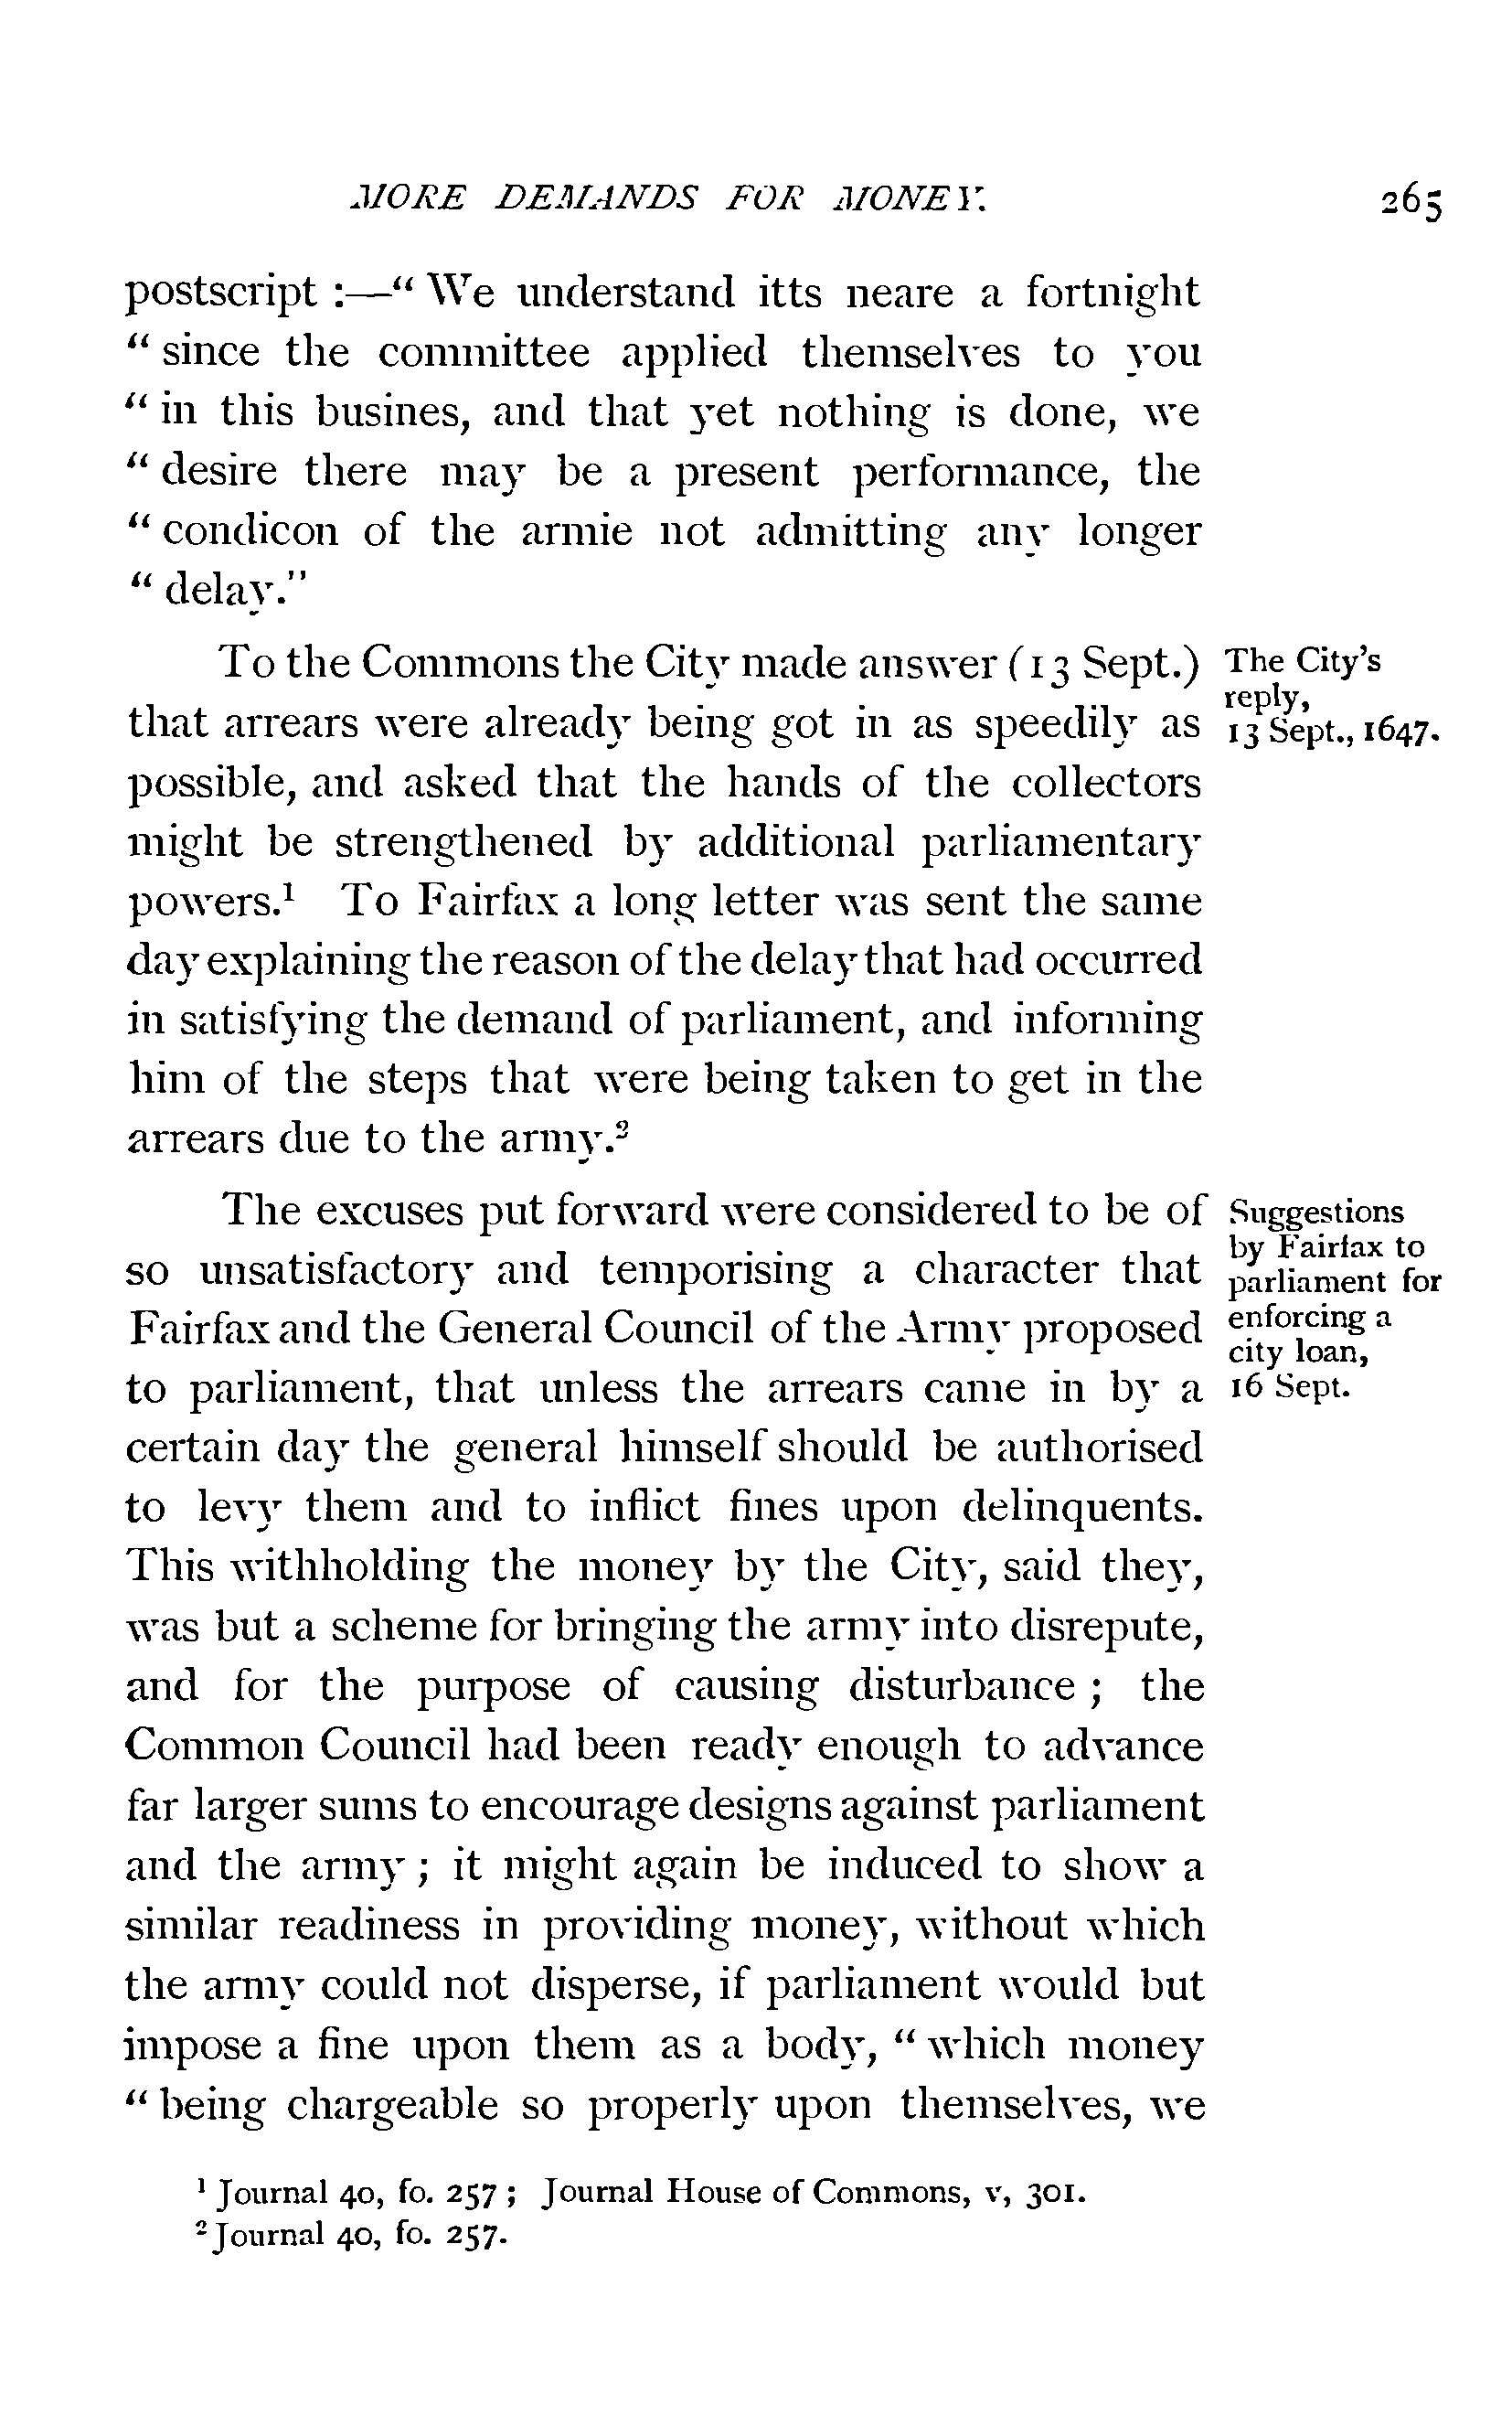 MORE DEMANDS FOR MONEY. 265
postscript :—“ We understand itts neare a fortnight
“ since the committee applied themselves to you
“ in this busines, and that yet nothing is done, we
“ desire there may be a present performance, the
“ condicon of the armie not admitting any longer
“ delay.”
To the Commons the City made answer (13 Sept.)
that arrears were already being got in as speedily as
possible, and asked that the hands of the collectors
might be strengthened by additional parliamentary
powers.¹ To Fairfax a long letter was sent the same
day explaining the reason of the delay that had occurred
in satisfying the demand of parliament, and informing
him of the steps that were being taken to get in the
arrears due to the army.²
The City’s
reply,
13 Sept., 1647.
The excuses put forward were considered to be of
so unsatisfactory and temporising a character that
Fairfax and the General Council of the Army proposed
to parliament, that unless the arrears came in by a
certain day the general himself should be authorised
to levy them and to inflict fines upon delinquents.
This withholding the money by the City, said they,
was but a scheme for bringing the army into disrepute,
and for the purpose of causing disturbance ; the
Common Council had been ready enough to advance
far larger sums to encourage designs against parliament
and the army ; it might again be induced to show a
similar readiness in providing money, without which
the army could not disperse, if parliament would but
impose a fine upon them as a body, “ which money
“ being chargeable so properly upon themselves, we
Suggestions
by Fairfax to
parliament for
enforcing a
city loan,
16 Sept.
¹ Journal 40, fo. 257 ; Journal House of Commons, v, 301.
² Journal 40, fo. 257.